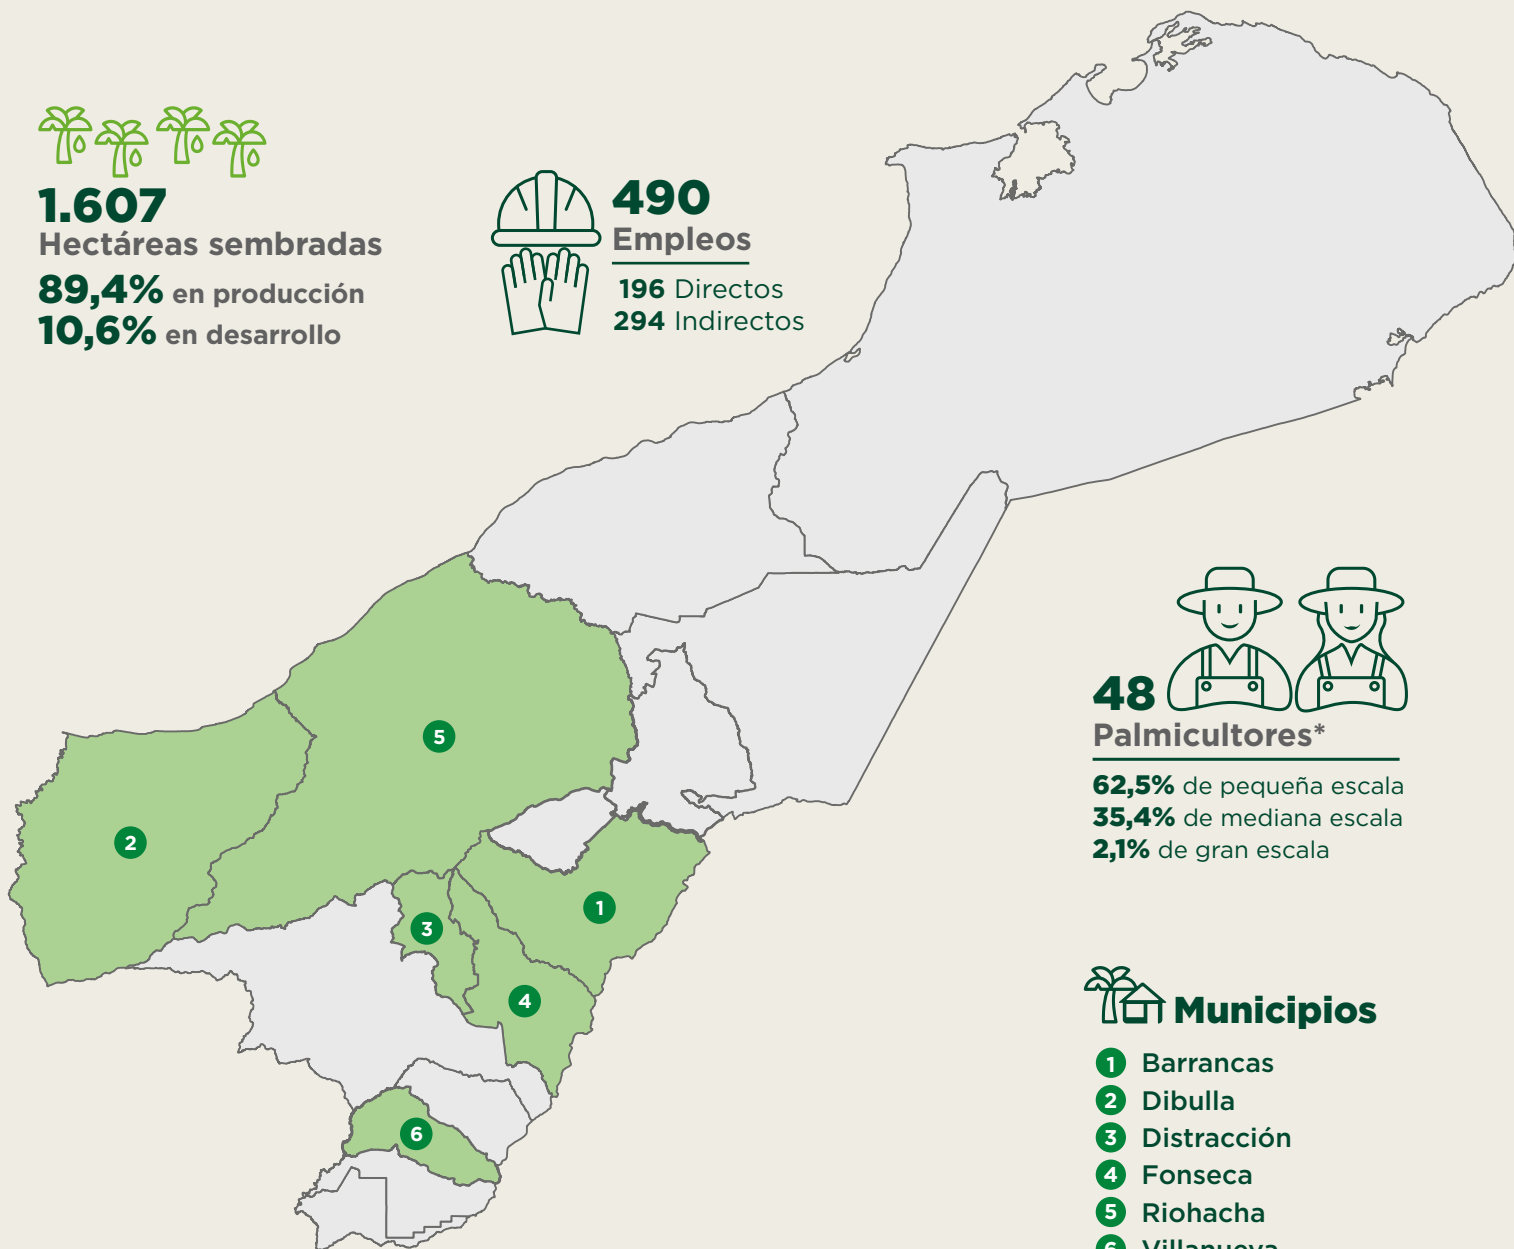 1.607
Hectáreas sembradas
89,4% en producción
10,6% en desarrollo
490
Empleos
196 Directos
294 Indirectos
48
Palmicultores*
62,5% de pequeña escala
35,4% de mediana escala
2,1% de gran escala
5
2
1
3
4
6
Municipios
1 Barrancas
2 Dibulla
3 Distracción
4 Fonseca
5 Riohacha
6 Villanueva